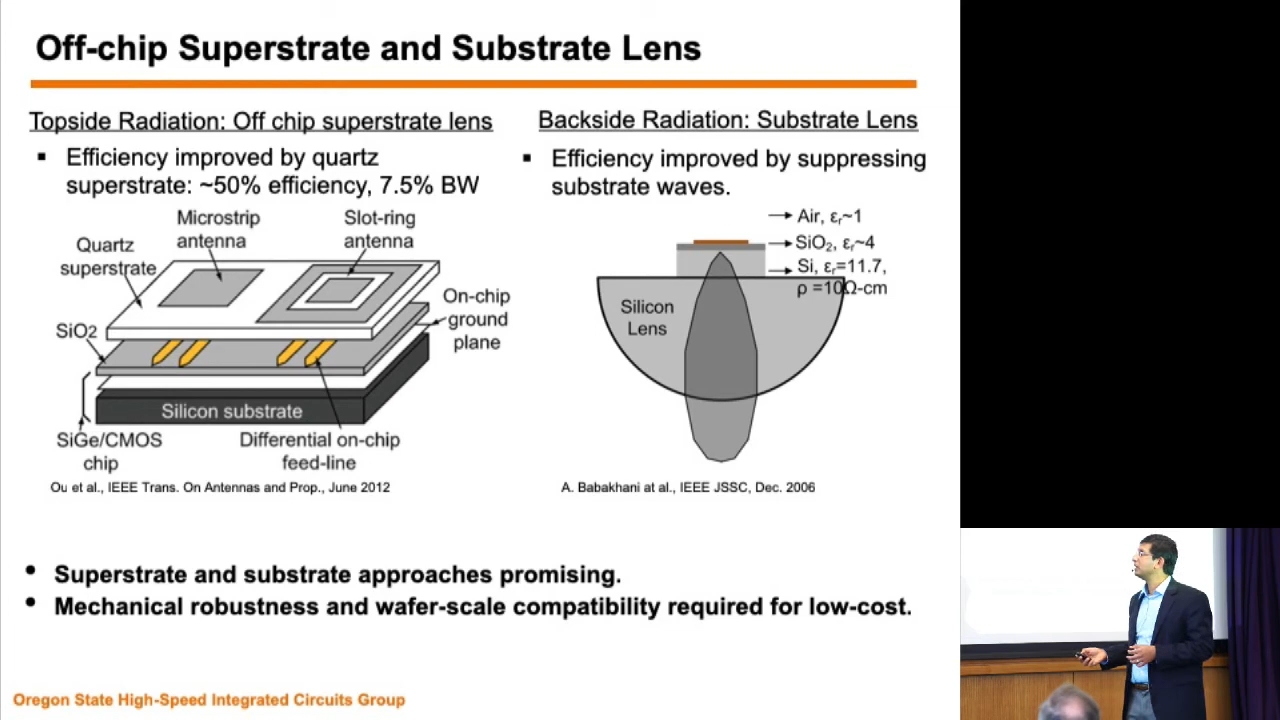 Off-chip Superstrate and Substrate Lens
Topside Radiation: Off chip superstrate lens
▪ Efficiency improved by quartz
superstrate: ~50% efficiency, 7.5% BW
Microstrip
antenna
Slot-ring
antenna
Quartz
superstrate
On-chip
ground
plane
SiO2
Silicon substrate
SiGe/CMOS
chip
Differential on-chip
feed-line
Ou et al., IEEE Trans. On Antennas and Prop., June 2012
Backside Radiation: Substrate Lens
▪ Efficiency improved by suppressing
substrate waves.
Air, εr~1
SiO2, εr~4
Si, εr=11.7,
ρ =10Ω-cm
Silicon
Lens
A. Babakhani at al., IEEE JSSC, Dec. 2006
• Superstrate and substrate approaches promising.
• Mechanical robustness and wafer-scale compatibility required for low-cost.
Oregon State High-Speed Integrated Circuits Group